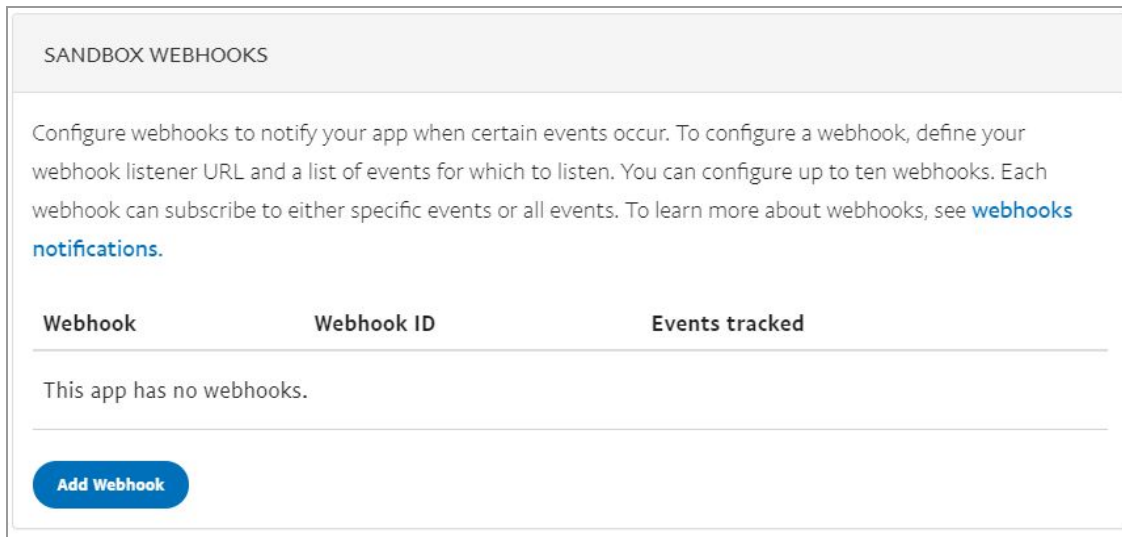 SANDBOX WEBHOOKS
Configure webhooks to notify your app when certain events occur. To configure a webhook, define your
webhook listener URL and a list of events for which to listen. You can configure up to ten webhooks. Each
webhook can subscribe to either specific events or all events. To learn more about webhooks, see webhooks
notifications.
Webhook Webhook ID Events tracked
This app has no webhooks.
Add Webhook